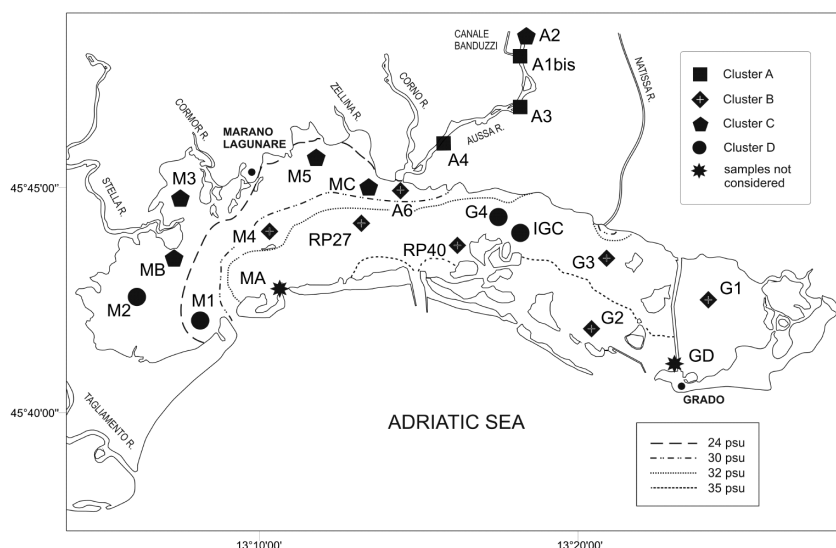 CANALE
BANDUZZI
A2
A1bis
NATISSA R.
Cluster A
Cluster B
Cluster C
Cluster D
samples not
considered
CORMOR R.
ZELLINA R.
CORNO R.
A3
AUSSA R.
MARANO
LAGUNARE
A4
M5
MC
45°45'00"
STELLA R.
M3
A6
G4
IGC
M4
RP27
RP40
G3
MB
MA
M2
M1
G1
G2
GD
GRADO
45°40'00"
TAGLIAMENTO R.
ADRIATIC SEA
24 psu
30 psu
32 psu
35 psu
13°10'00'
13°20'00'